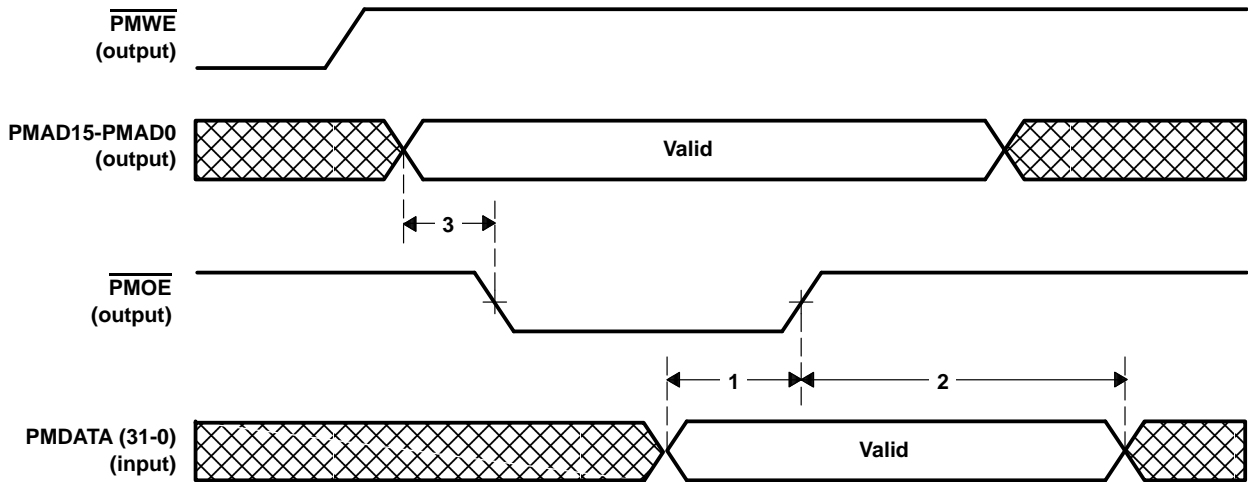 PMWE
(output)
PMAD15-PMAD0
(output)
Valid
3
PMOE
(output)
1
2
PMDATA (31-0)
(input)
Valid